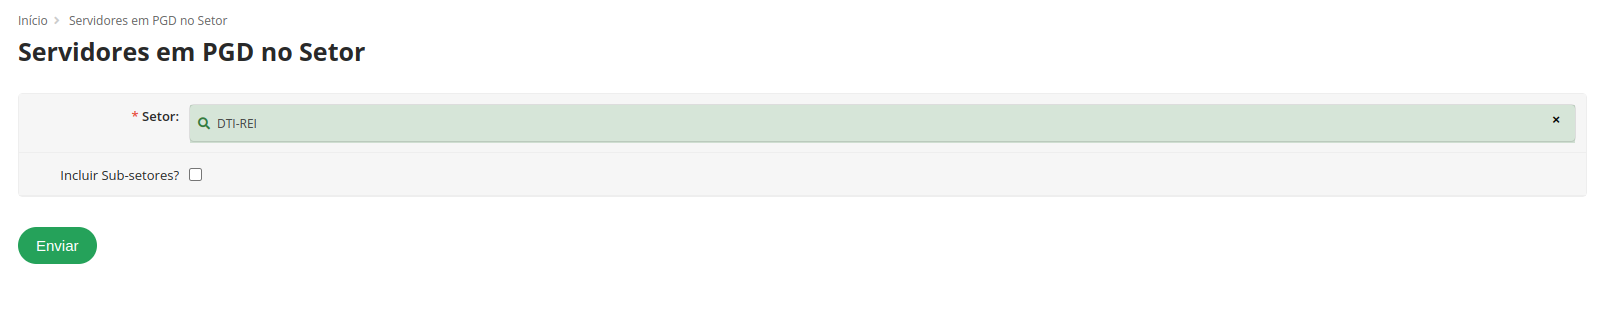 Início > Servidores em PGD no Setor
Servidores em PGD no Setor
* Setor: DTI-REI ×
Incluir Sub-setores?
Enviar